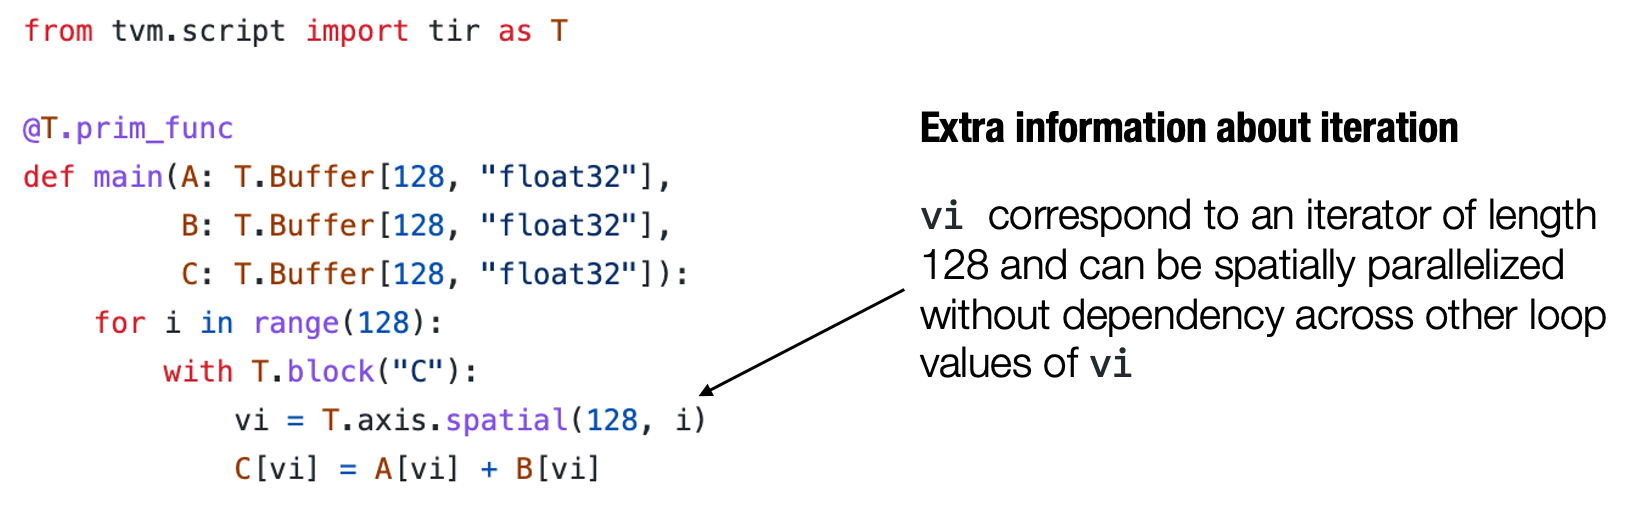 from tvm.script import tir as T
@T.prim_func
def main(A: T.Buffer[128, "float32"],
         B: T.Buffer[128, "float32"],
         C: T.Buffer[128, "float32"]):
    for i in range(128):
        with T.block("C"):
            vi = T.axis.spatial(128, i)
            C[vi] = A[vi] + B[vi]
Extra information about iteration
vi correspond to an iterator of length
128 and can be spatially parallelized
without dependency across other loop
values of vi